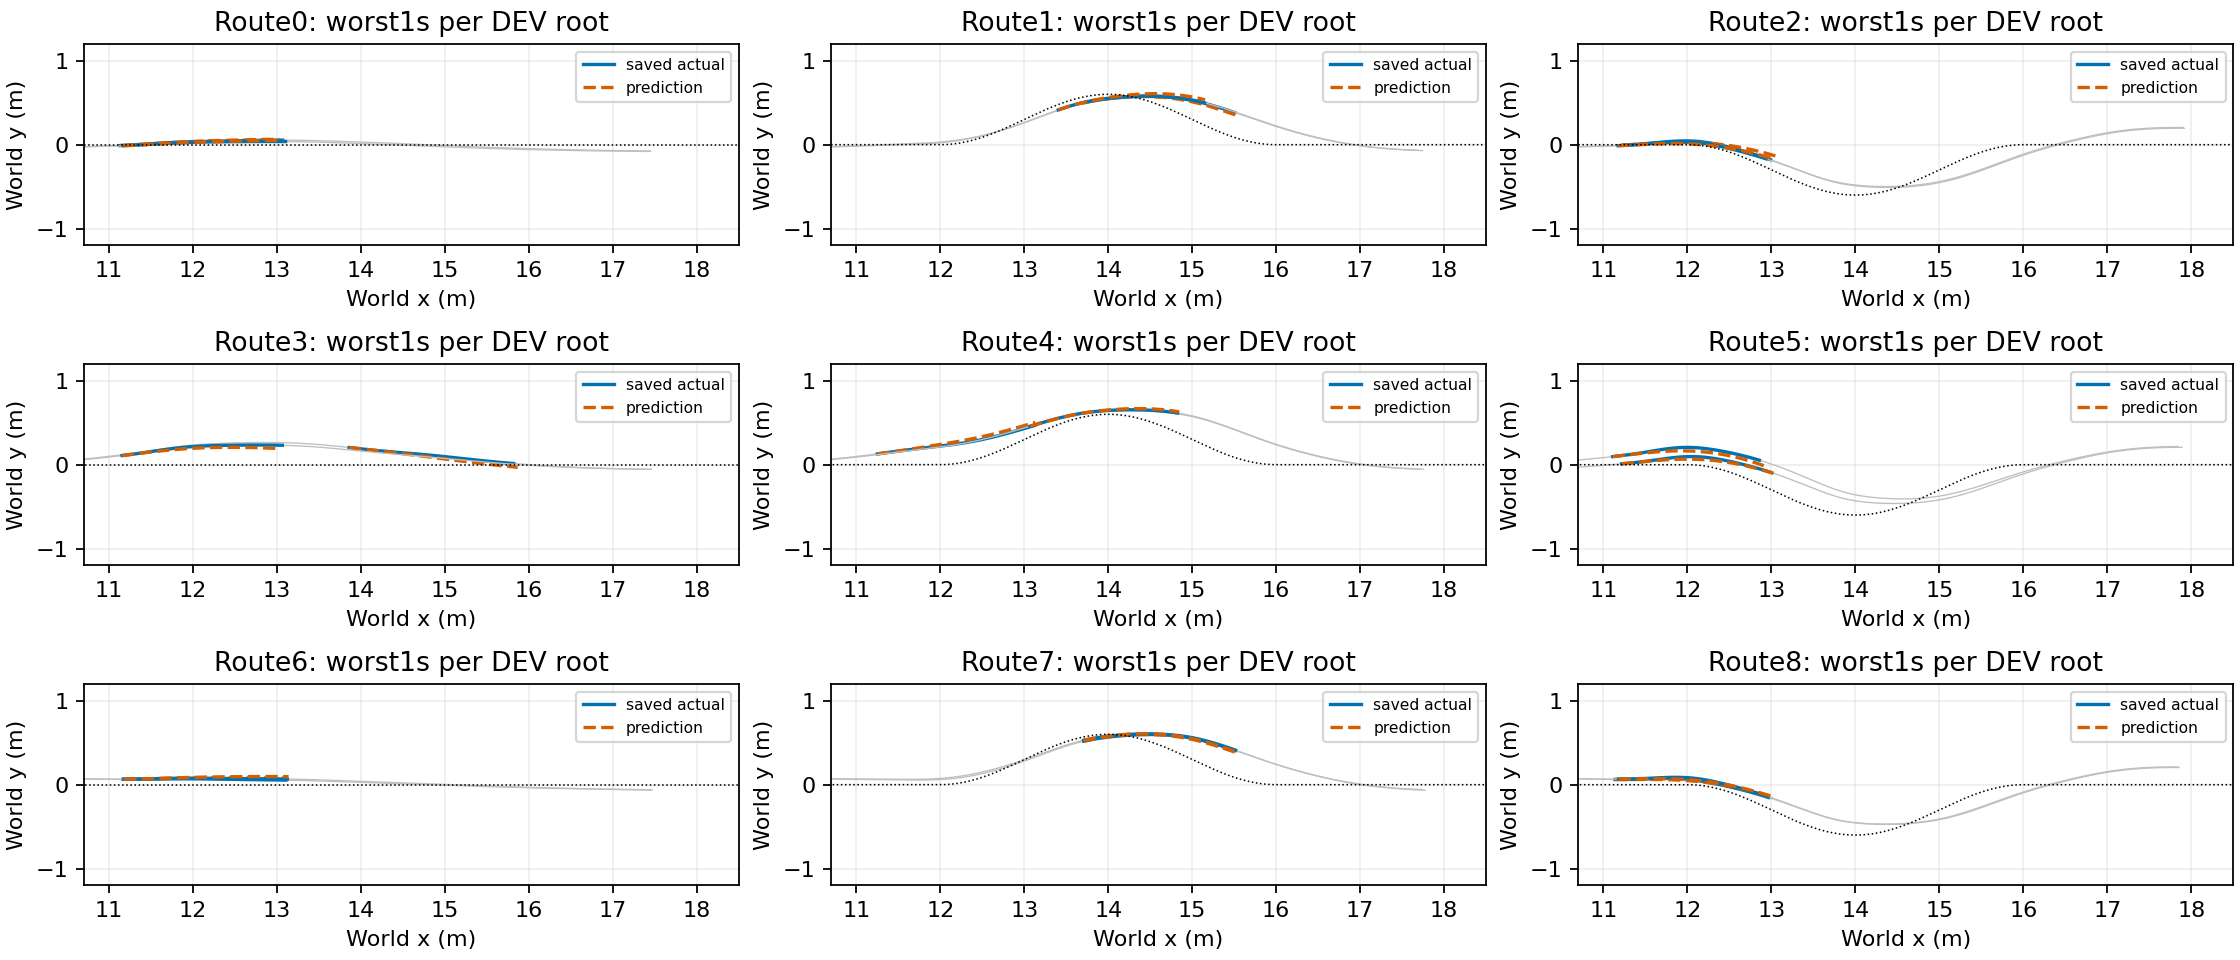 Route0: worst1s per DEV root
World y (m)
1
0
−1
saved actual
prediction
11 12 13 14 15 16 17 18
World x (m)
Route1: worst1s per DEV root
World y (m)
1
0
−1
saved actual
prediction
11 12 13 14 15 16 17 18
World x (m)
Route2: worst1s per DEV root
World y (m)
1
0
−1
saved actual
prediction
11 12 13 14 15 16 17 18
World x (m)
Route3: worst1s per DEV root
World y (m)
1
0
−1
saved actual
prediction
11 12 13 14 15 16 17 18
World x (m)
Route4: worst1s per DEV root
World y (m)
1
0
−1
saved actual
prediction
11 12 13 14 15 16 17 18
World x (m)
Route5: worst1s per DEV root
World y (m)
1
0
−1
saved actual
prediction
11 12 13 14 15 16 17 18
World x (m)
Route6: worst1s per DEV root
World y (m)
1
0
−1
saved actual
prediction
11 12 13 14 15 16 17 18
World x (m)
Route7: worst1s per DEV root
World y (m)
1
0
−1
saved actual
prediction
11 12 13 14 15 16 17 18
World x (m)
Route8: worst1s per DEV root
World y (m)
1
0
−1
saved actual
prediction
11 12 13 14 15 16 17 18
World x (m)